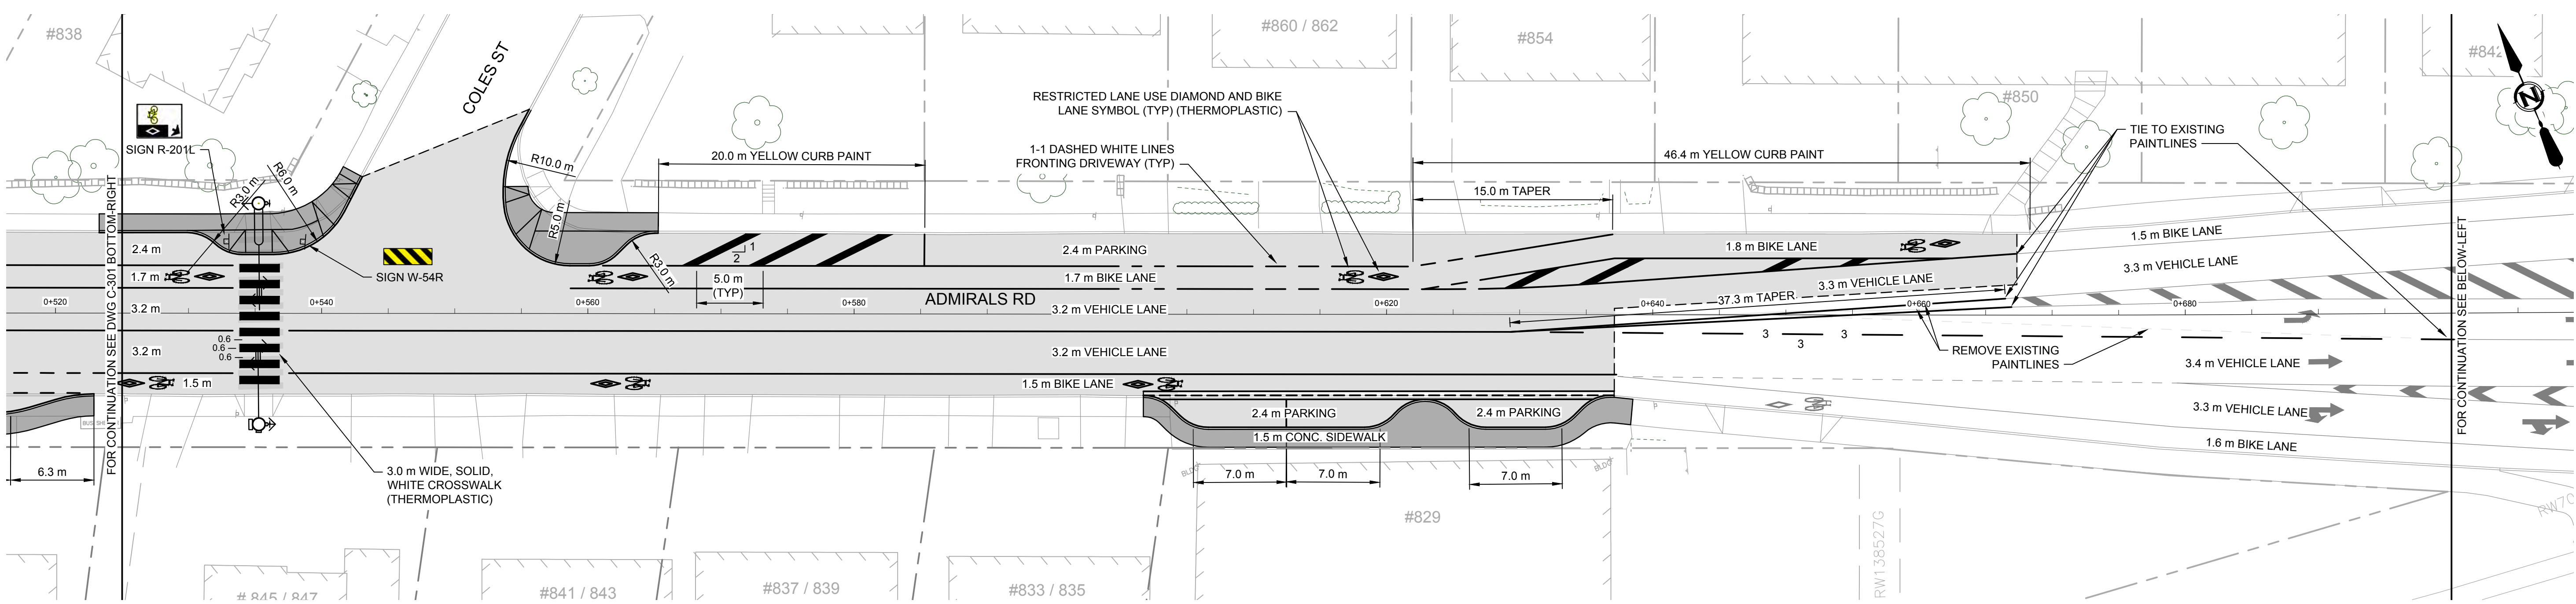 #838
COLES ST
#860 / 862
#854
#850
#842
N
SIGN R-201L
R3.0 m
R6.0 m
R10.0 m
R5.0 m
R3.0 m
20.0 m YELLOW CURB PAINT
RESTRICTED LANE USE DIAMOND AND BIKE
LANE SYMBOL (TYP) (THERMOPLASTIC)
1-1 DASHED WHITE LINES
FRONTING DRIVEWAY (TYP)
46.4 m YELLOW CURB PAINT
15.0 m TAPER
TIE TO EXISTING
PAINTLINES
FOR CONTINUATION SEE DWG C-301 BOTTOM-RIGHT
FOR CONTINUATION SEE BELOW-LEFT
2.4 m
1.7 m
3.2 m
3.2 m
1.5 m
SIGN W-54R
1
2
5.0 m
(TYP)
2.4 m PARKING
1.7 m BIKE LANE
ADMIRALS RD
3.2 m VEHICLE LANE
3.2 m VEHICLE LANE
1.5 m BIKE LANE
1.8 m BIKE LANE
3.3 m VEHICLE LANE
37.3 m TAPER
1.5 m BIKE LANE
3.3 m VEHICLE LANE
0+520
0+540
0+560
0+580
0+620
0+640
0+660
0+680
0.6
0.6
0.6
3
3
3
REMOVE EXISTING
PAINTLINES
3.4 m VEHICLE LANE
3.3 m VEHICLE LANE
1.6 m BIKE LANE
2.4 m PARKING
2.4 m PARKING
1.5 m CONC. SIDEWALK
BLDG
BLDG
7.0 m
7.0 m
7.0 m
6.3 m
3.0 m WIDE, SOLID,
WHITE CROSSWALK
(THERMOPLASTIC)
# 845 / 847
#841 / 843
#837 / 839
#833 / 835
#829
RW138527G